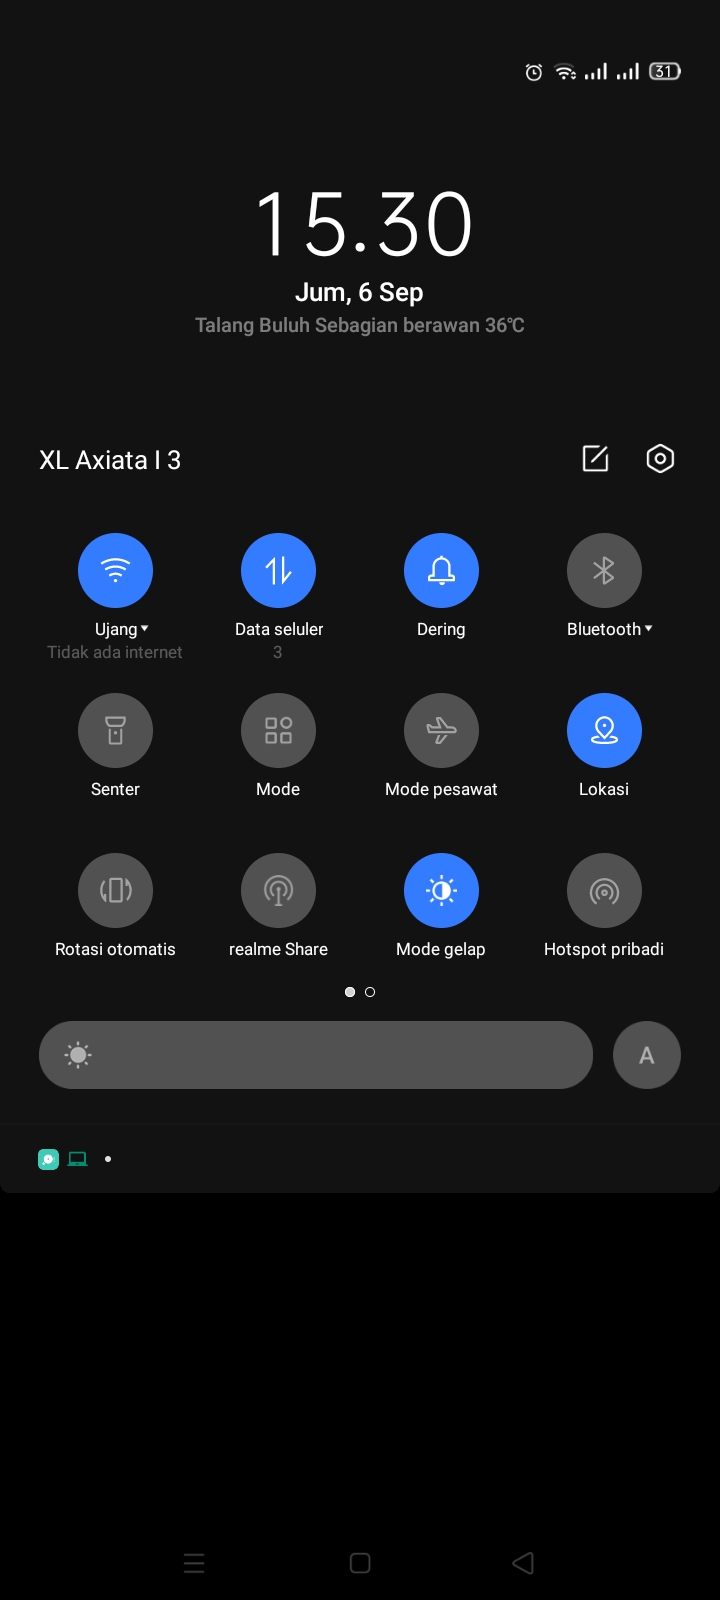 31
15.30
Jum, 6 Sep
Talang Buluh Sebagian berawan 36℃
XL Axiata I 3
Ujang
Tidak ada internet
Data seluler
3
Dering
Bluetooth
Senter
Mode
Mode pesawat
Lokasi
Rotasi otomatis
realme Share
Mode gelap
Hotspot pribadi
A